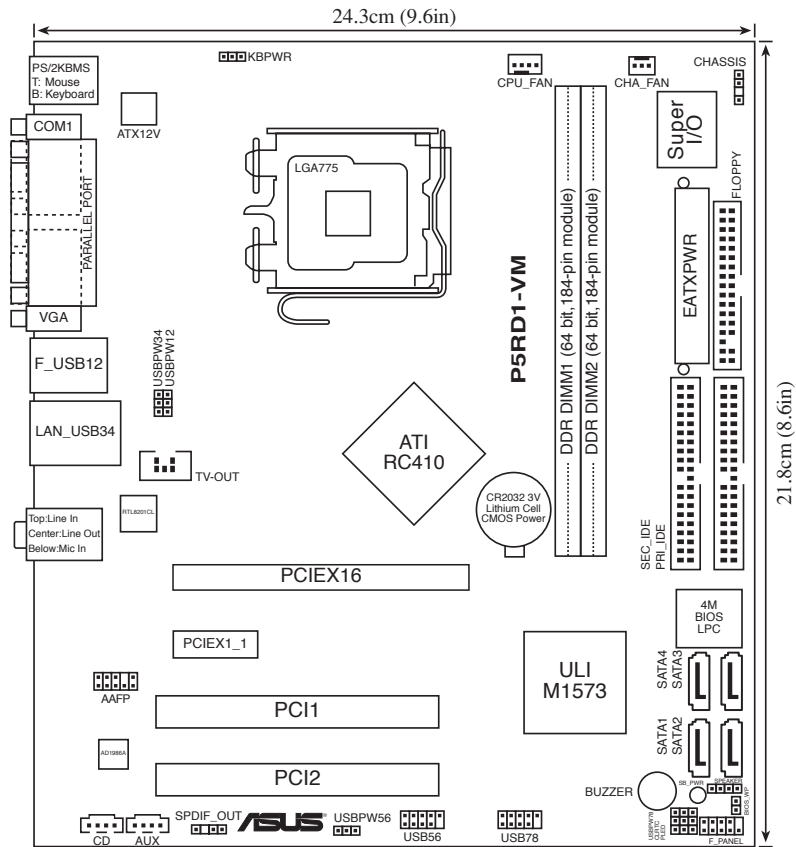 24.3cm (9.6in)
PS/2KBMS
T: Mouse
B: Keyboard
KBPWR
CPU_FAN
CHA_FAN
CHASSIS
COM1
ATX12V
Super
I/O
LGA775
PARALLEL PORT
FLOPPY
EATXPWR
VGA
P5RD1-VM
DDR DIMM1 (64 bit,184-pin module)
DDR DIMM2 (64 bit,184-pin module)
F_USB12
USBPW34
USBPW12
21.8cm (8.6in)
LAN_USB34
ATI
RC410
TV-OUT
CR2032 3V
Lithium Cell
CMOS Power
RTL8201CL
Top:Line In
Center:Line Out
Below:Mic In
SEC_IDE
PRI_IDE
PCIEX16
4M
BIOS
LPC
PCIEX1_1
ULI
M1573
SATA4
SATA3
AAFP
PCI1
SATA1
SATA2
AD1986A
PCI2
BUZZER
SB_PWR
SPEAKER
BIOS_WP
SPDIF_OUT
ASUS
USBPW56
CD
AUX
USB56
USB78
USBPW78
CLRTC
PLED
F_PANEL